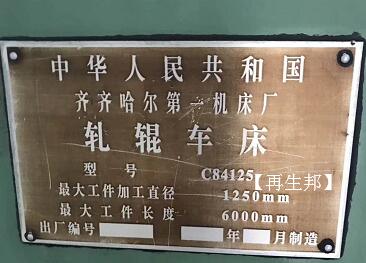 中华人民共和国
齐齐哈尔第一机床厂
轧辊车床
型号 C84125
【再生邦】
最大工件加工直径 1250mm
最大工件长度 6000mm
出厂编号 年 月制造